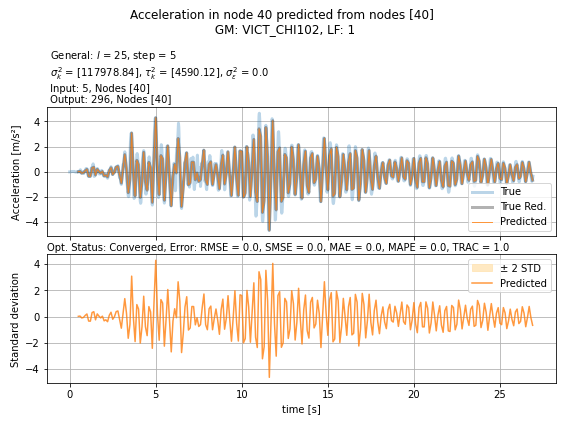 Acceleration in node 40 predicted from nodes [40]
GM: VICT_CHI102, LF: 1
General: l = 25, step = 5
σ²ₖ = [117978.84], τ²ₖ = [4590.12], σ²ε = 0.0
Input: 5, Nodes [40]
Output: 296, Nodes [40]
Acceleration [m/s²]
4
2
0
−2
−4
True
True Red.
Predicted
Opt. Status: Converged, Error: RMSE = 0.0, SMSE = 0.0, MAE = 0.0, MAPE = 0.0, TRAC = 1.0
Standard deviation
4
2
0
−2
−4
± 2 STD
Predicted
0 5 10 15 20 25
time [s]